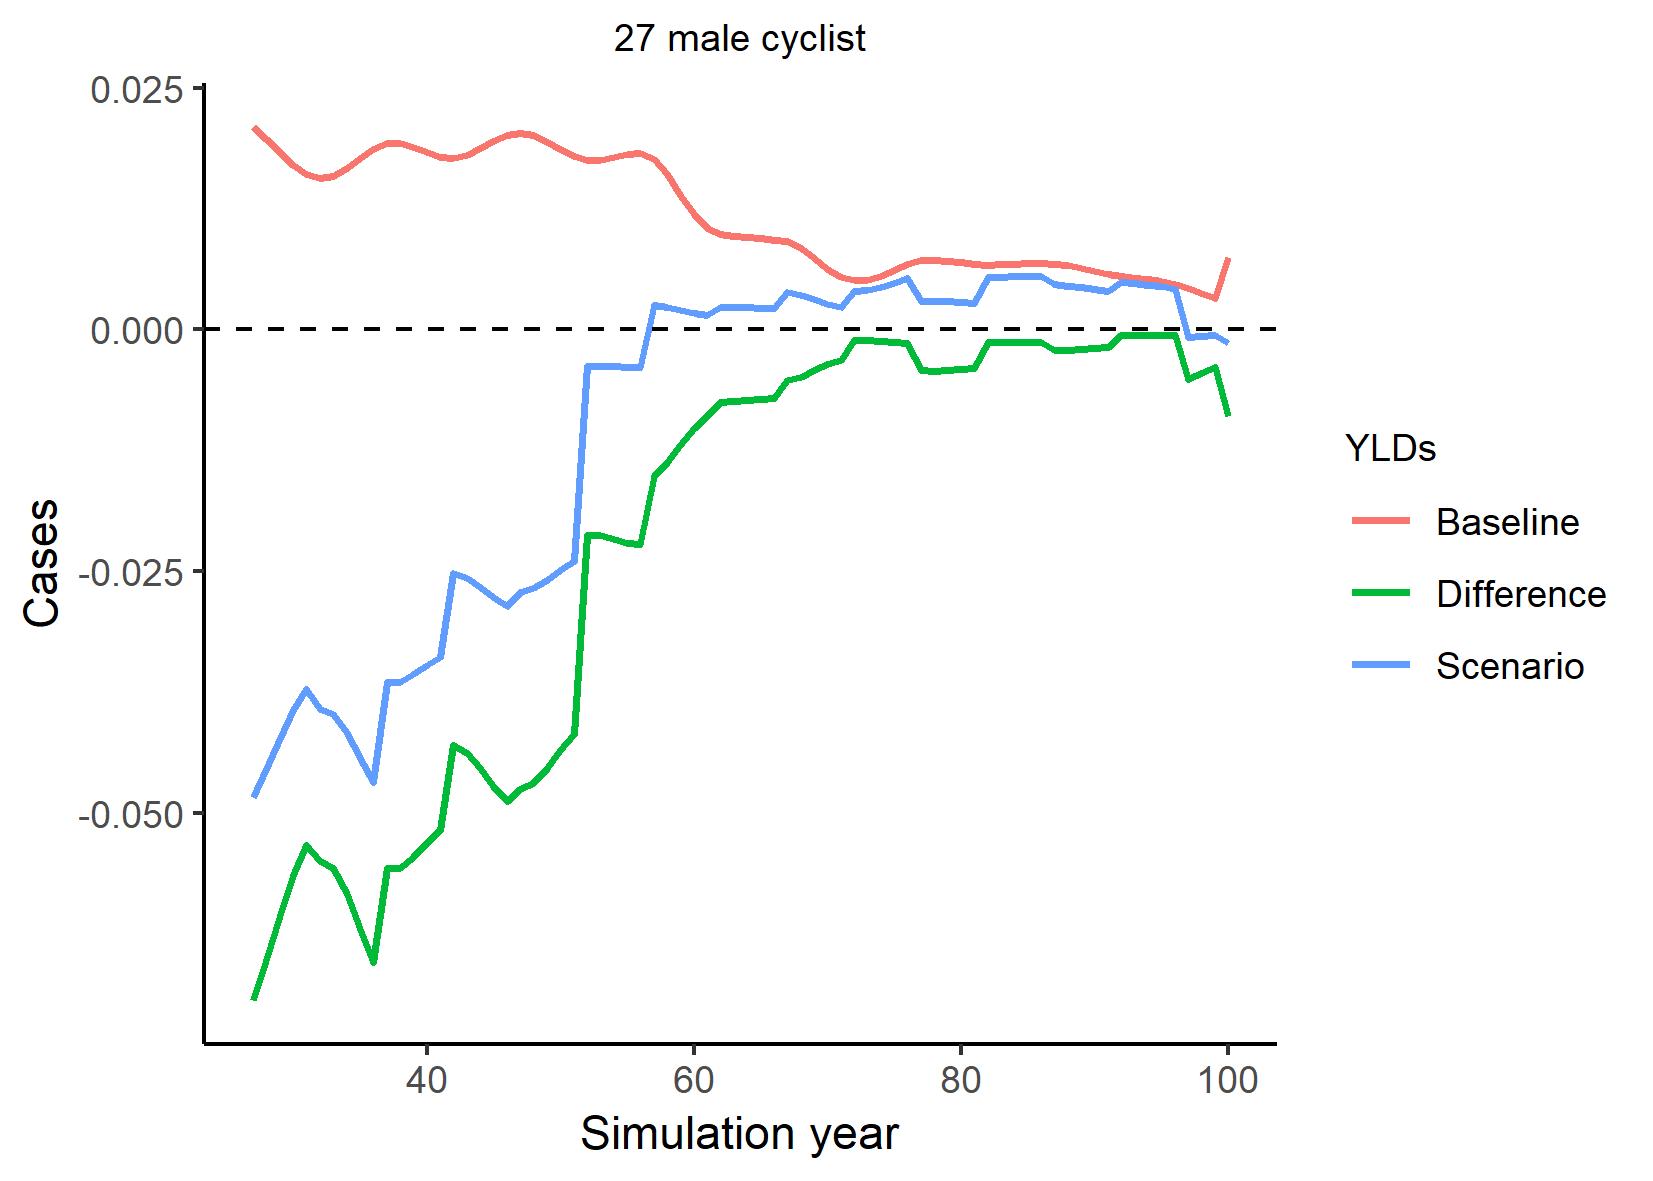 27 male cyclist
0.025
0.000
-0.025
-0.050
Cases
40 60 80 100
Simulation year
YLDs
Baseline
Difference
Scenario